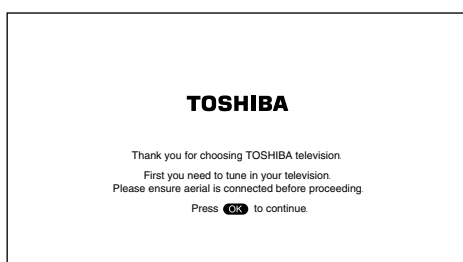 TOSHIBA
Thank you for choosing TOSHIBA television.
First you need to tune in your television.
Please ensure aerial is connected before proceeding.
Press OK to continue.